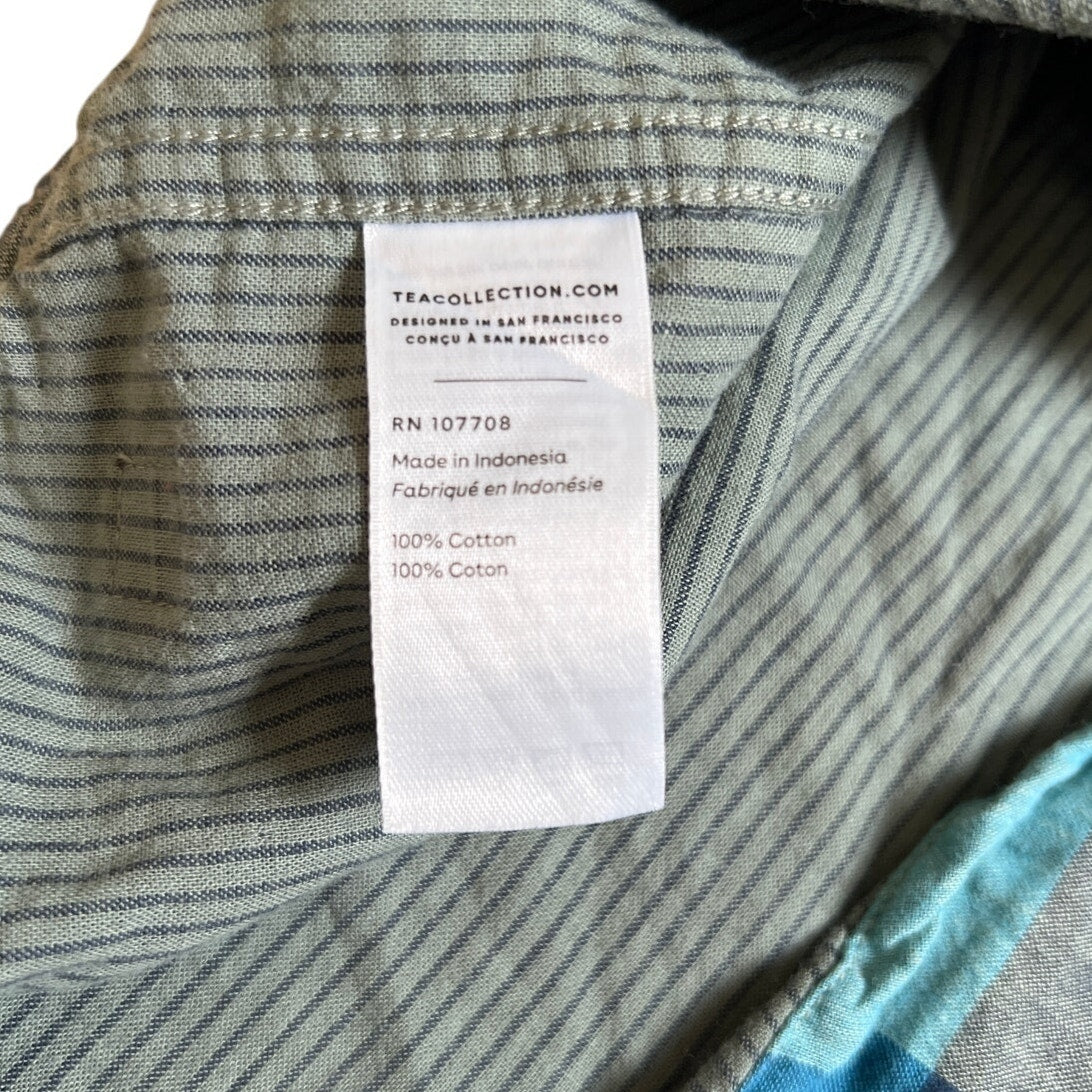 TEACOLLECTION.COM
DESIGNED IN SAN FRANCISCO
CONÇU À SAN FRANCISCO
RN 107708
Made in Indonesia
Fabriqué en Indonésie
100% Cotton
100% Coton